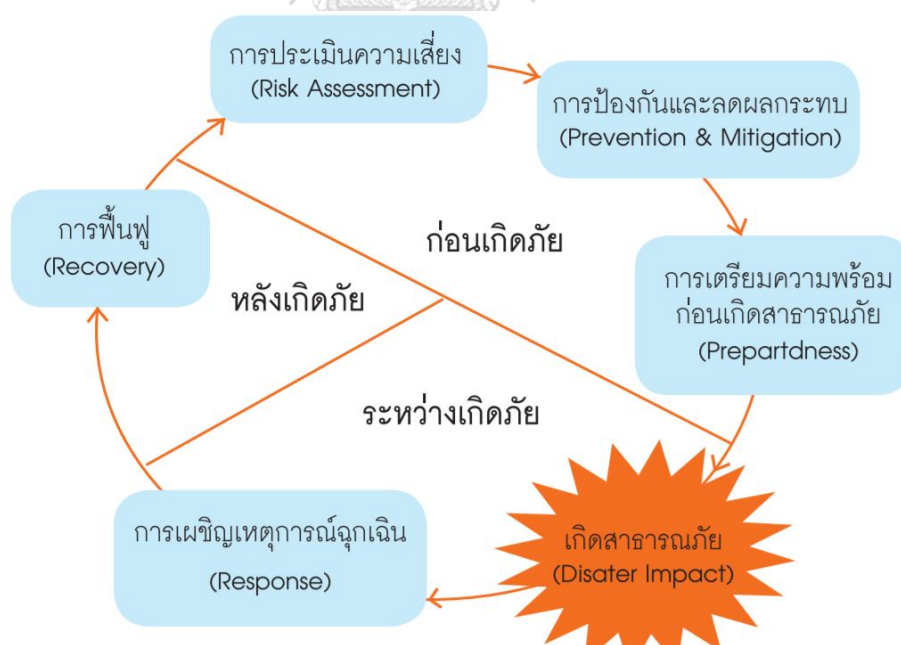 การประเมินความเสี่ยง
(Risk Assessment)
การป้องกันและลดผลกระทบ
(Prevention & Mitigation)
การฟื้นฟู
(Recovery)
ก่อนเกิดภัย
หลังเกิดภัย
การเตรียมความพร้อม
ก่อนเกิดสาธารณภัย
(Prepartdness)
ระหว่างเกิดภัย
การเผชิญเหตุการณ์ฉุกเฉิน
(Response)
เกิดสาธารณภัย
(Disater Impact)